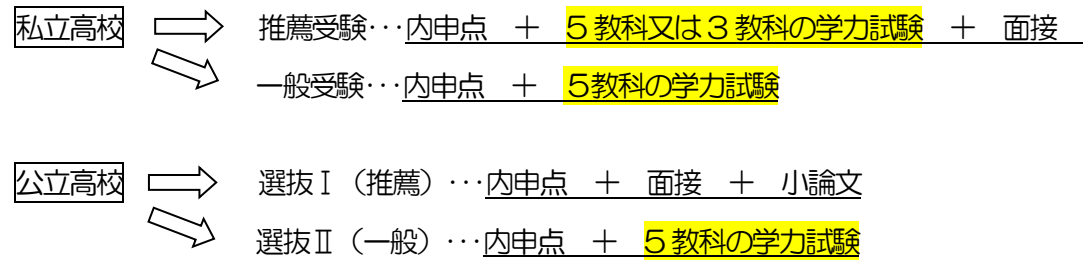 私立高校 推薦受験･･･内申点 ＋ ５教科又は３教科の学力試験 ＋ 面接
一般受験･･･内申点 ＋ ５教科の学力試験
公立高校 選抜Ⅰ（推薦）･･･内申点 ＋ 面接 ＋ 小論文
選抜Ⅱ（一般）･･･内申点 ＋ ５教科の学力試験